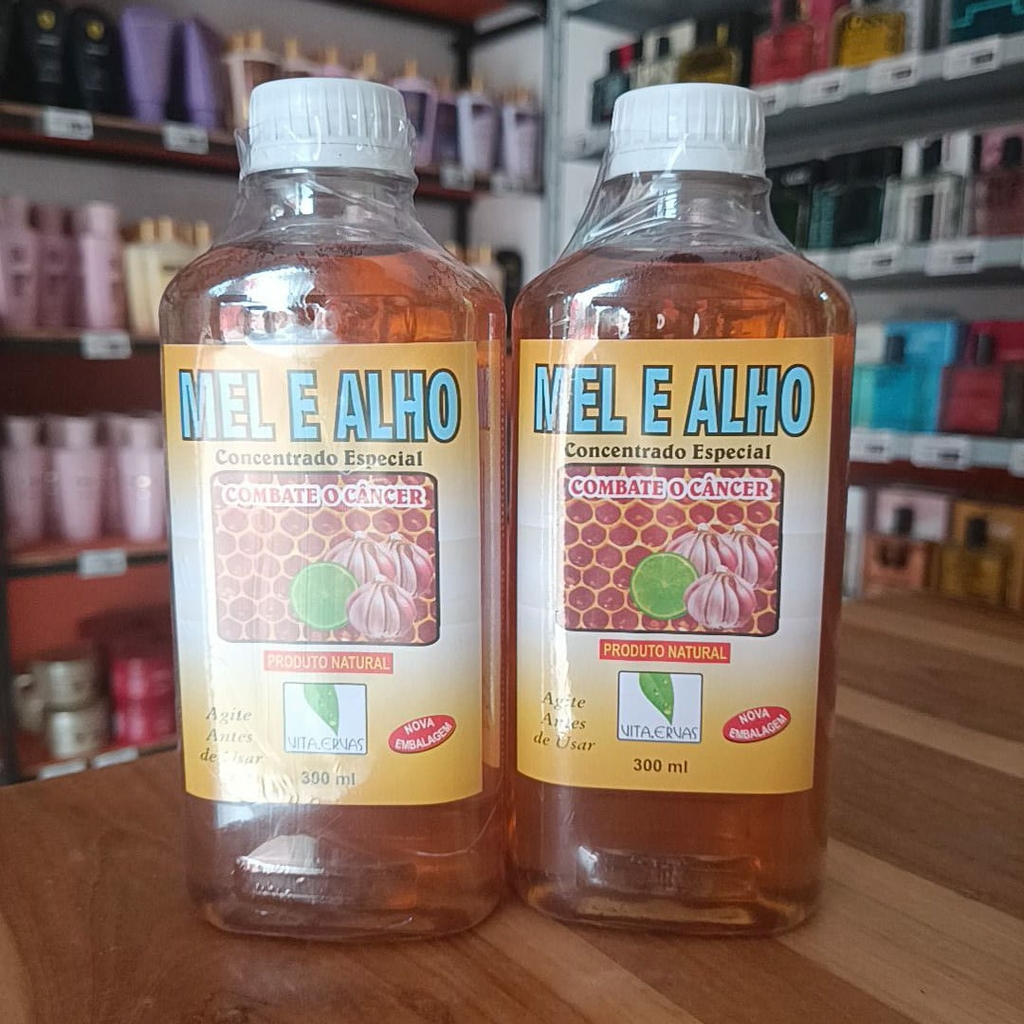 MEL E ALHO
Concentrado Especial
COMBATE O CÂNCER
PRODUTO NATURAL
Agite
Antes
de Usar
VITA.ERVAS
NOVA
EMBALAGEM
300 ml
MEL E ALHO
Concentrado Especial
COMBATE O CÂNCER
PRODUTO NATURAL
Agite
Antes
de Usar
VITA.ERVAS
NOVA
EMBALAGEM
300 ml